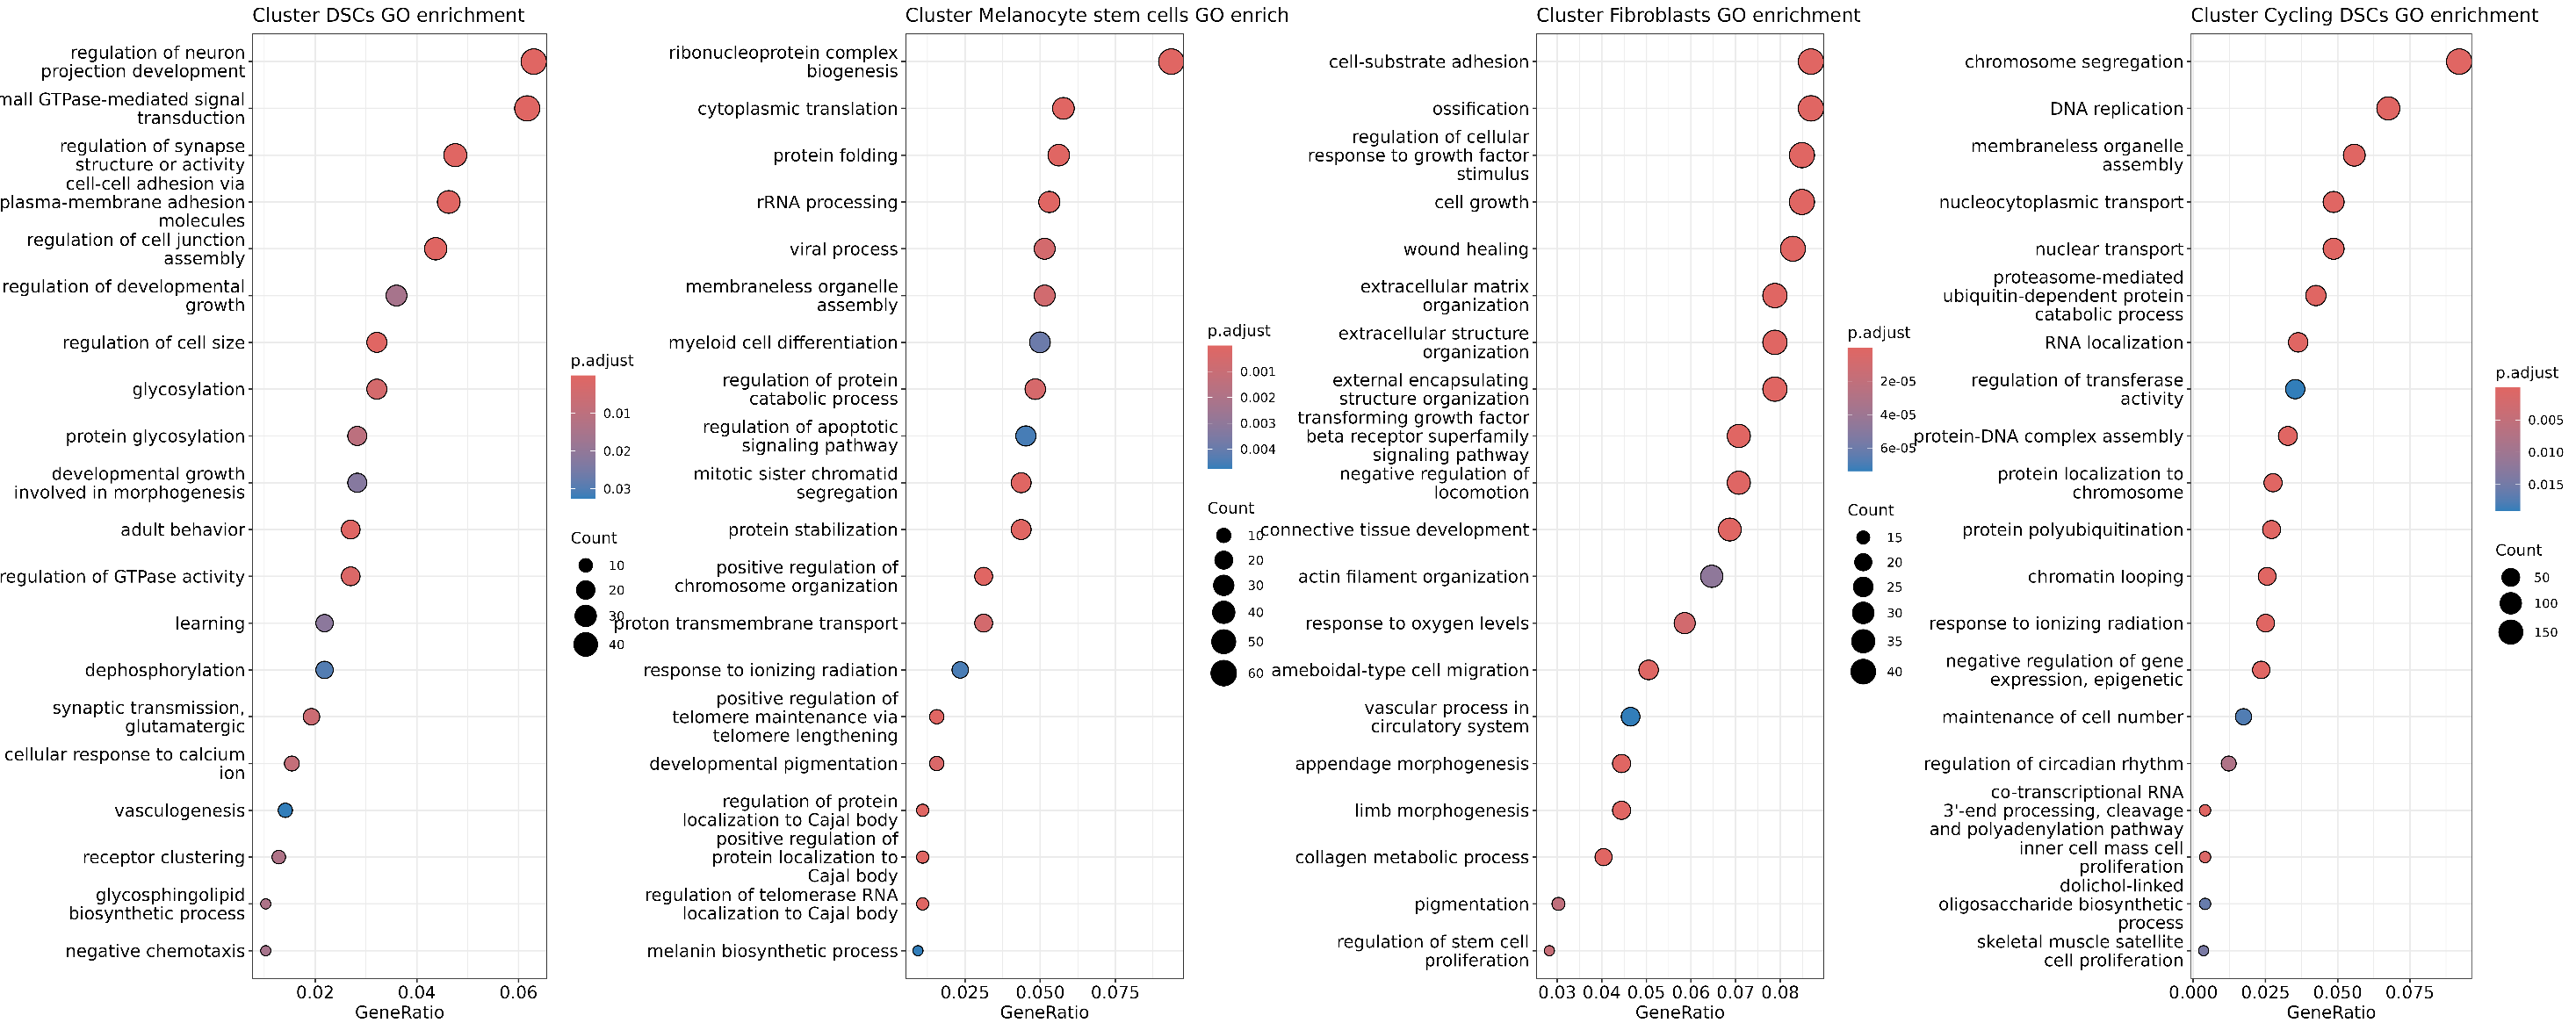 Cluster DSCs GO enrichment
regulation of neuron
projection development
mall GTPase-mediated signal
transduction
regulation of synapse
structure or activity
cell-cell adhesion via
plasma-membrane adhesion
molecules
regulation of cell junction
assembly
regulation of developmental
growth
regulation of cell size
glycosylation
protein glycosylation
developmental growth
involved in morphogenesis
adult behavior
regulation of GTPase activity
learning
dephosphorylation
synaptic transmission,
glutamatergic
cellular response to calcium
ion
vasculogenesis
receptor clustering
glycosphingolipid
biosynthetic process
negative chemotaxis
0.02 0.04 0.06
GeneRatio
p.adjust
0.01
0.02
0.03
Count
10
20
30
40
Cluster Melanocyte stem cells GO enrich
ribonucleoprotein complex
biogenesis
cytoplasmic translation
protein folding
rRNA processing
viral process
membraneless organelle
assembly
myeloid cell differentiation
regulation of protein
catabolic process
regulation of apoptotic
signaling pathway
mitotic sister chromatid
segregation
protein stabilization
positive regulation of
chromosome organization
proton transmembrane transport
response to ionizing radiation
positive regulation of
telomere maintenance via
telomere lengthening
developmental pigmentation
regulation of protein
localization to Cajal body
positive regulation of
protein localization to
Cajal body
regulation of telomerase RNA
localization to Cajal body
melanin biosynthetic process
0.025 0.050 0.075
GeneRatio
p.adjust
0.001
0.002
0.003
0.004
Count
10
20
30
40
50
60
Cluster Fibroblasts GO enrichment
cell-substrate adhesion
ossification
regulation of cellular
response to growth factor
stimulus
cell growth
wound healing
extracellular matrix
organization
extracellular structure
organization
external encapsulating
structure organization
transforming growth factor
beta receptor superfamily
signaling pathway
negative regulation of
locomotion
connective tissue development
actin filament organization
response to oxygen levels
ameboidal-type cell migration
vascular process in
circulatory system
appendage morphogenesis
limb morphogenesis
collagen metabolic process
pigmentation
regulation of stem cell
proliferation
0.03 0.04 0.05 0.06 0.07 0.08
GeneRatio
p.adjust
2e-05
4e-05
6e-05
Count
15
20
25
30
35
40
Cluster Cycling DSCs GO enrichment
chromosome segregation
DNA replication
membraneless organelle
assembly
nucleocytoplasmic transport
nuclear transport
proteasome-mediated
ubiquitin-dependent protein
catabolic process
RNA localization
regulation of transferase
activity
protein-DNA complex assembly
protein localization to
chromosome
protein polyubiquitination
chromatin looping
response to ionizing radiation
negative regulation of gene
expression, epigenetic
maintenance of cell number
regulation of circadian rhythm
co-transcriptional RNA
3'-end processing, cleavage
and polyadenylation pathway
inner cell mass cell
proliferation
dolichol-linked
oligosaccharide biosynthetic
process
skeletal muscle satellite
cell proliferation
0.000 0.025 0.050 0.075
GeneRatio
p.adjust
0.005
0.010
0.015
Count
50
100
150